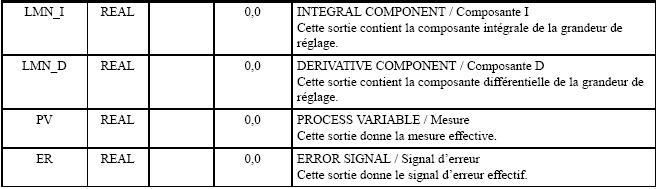 LMN_I REAL 0,0 INTEGRAL COMPONENT / Composante I
Cette sortie contient la composante intégrale de la grandeur de
réglage.
LMN_D REAL 0,0 DERIVATIVE COMPONENT / Composante D
Cette sortie contient la composante différentielle de la grandeur de
réglage.
PV REAL 0,0 PROCESS VARIABLE / Mesure
Cette sortie donne la mesure effective.
ER REAL 0,0 ERROR SIGNAL / Signal d’erreur
Cette sortie donne le signal d’erreur effectif.